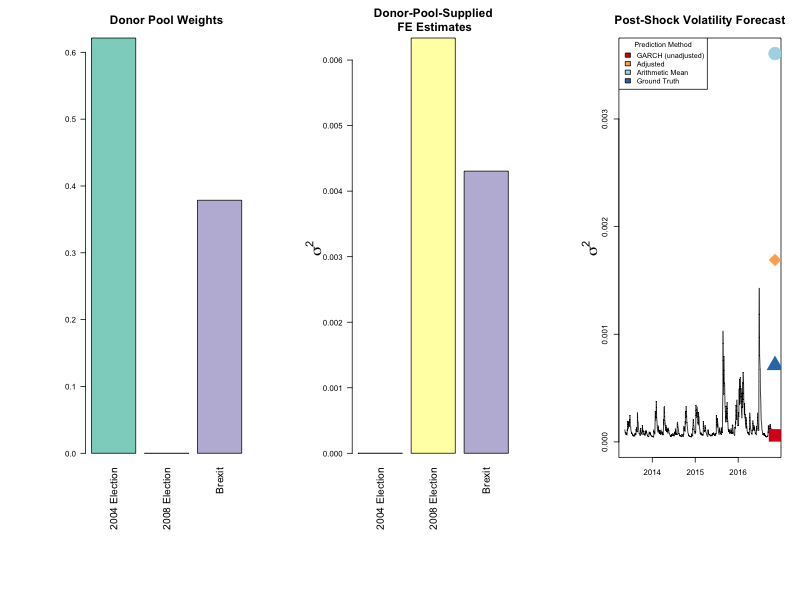 Donor Pool Weights
0.6
0.5
0.4
0.3
0.2
0.1
0.0
2004 Election
2008 Election
Brexit
Donor-Pool-Supplied
FE Estimates
σ²
0.006
0.005
0.004
0.003
0.002
0.001
0.000
2004 Election
2008 Election
Brexit
Post-Shock Volatility Forecast
Prediction Method
GARCH (unadjusted)
Adjusted
Arithmetic Mean
Ground Truth
σ²
0.003
0.002
0.001
0.000
2014
2015
2016